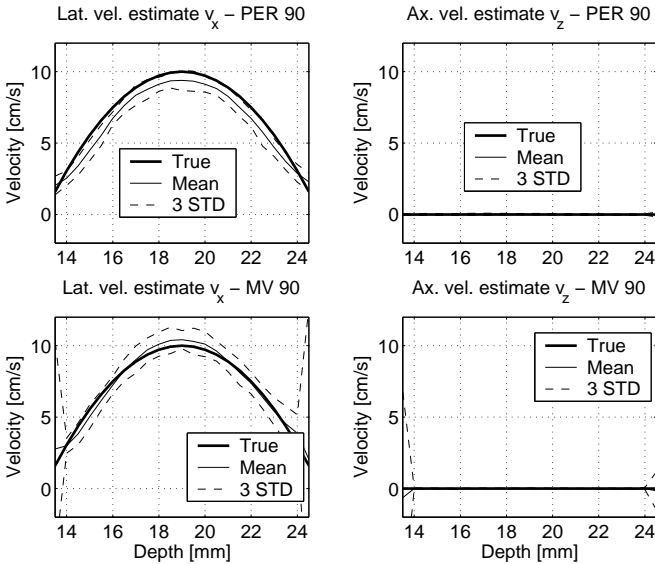 Lat. vel. estimate v_x – PER 90
10
5
0
Velocity [cm/s]
True
Mean
3 STD
14 16 18 20 22 24
Ax. vel. estimate v_z – PER 90
10
5
0
Velocity [cm/s]
True
Mean
3 STD
14 16 18 20 22 24
Lat. vel. estimate v_x – MV 90
10
5
0
Velocity [cm/s]
True
Mean
3 STD
14 16 18 20 22 24
Depth [mm]
Ax. vel. estimate v_z – MV 90
10
5
0
Velocity [cm/s]
True
Mean
3 STD
14 16 18 20 22 24
Depth [mm]